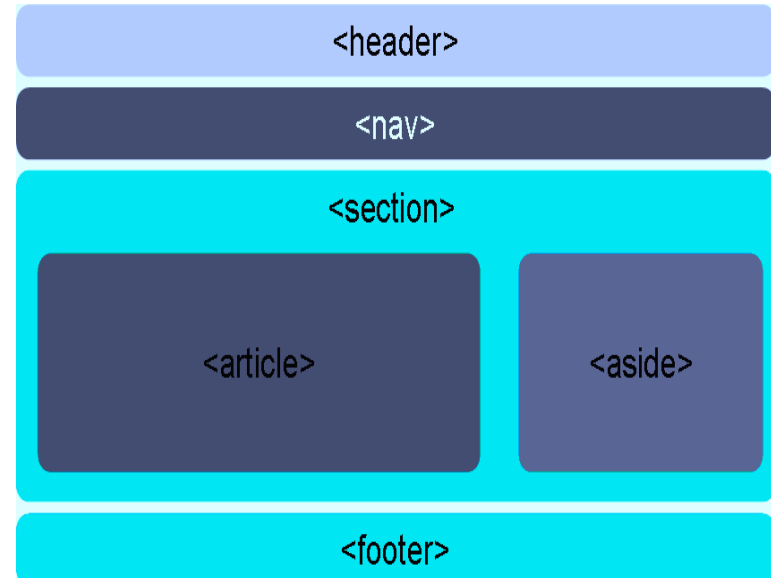 <header>
<nav>
<section>
<article>
<aside>
<footer>